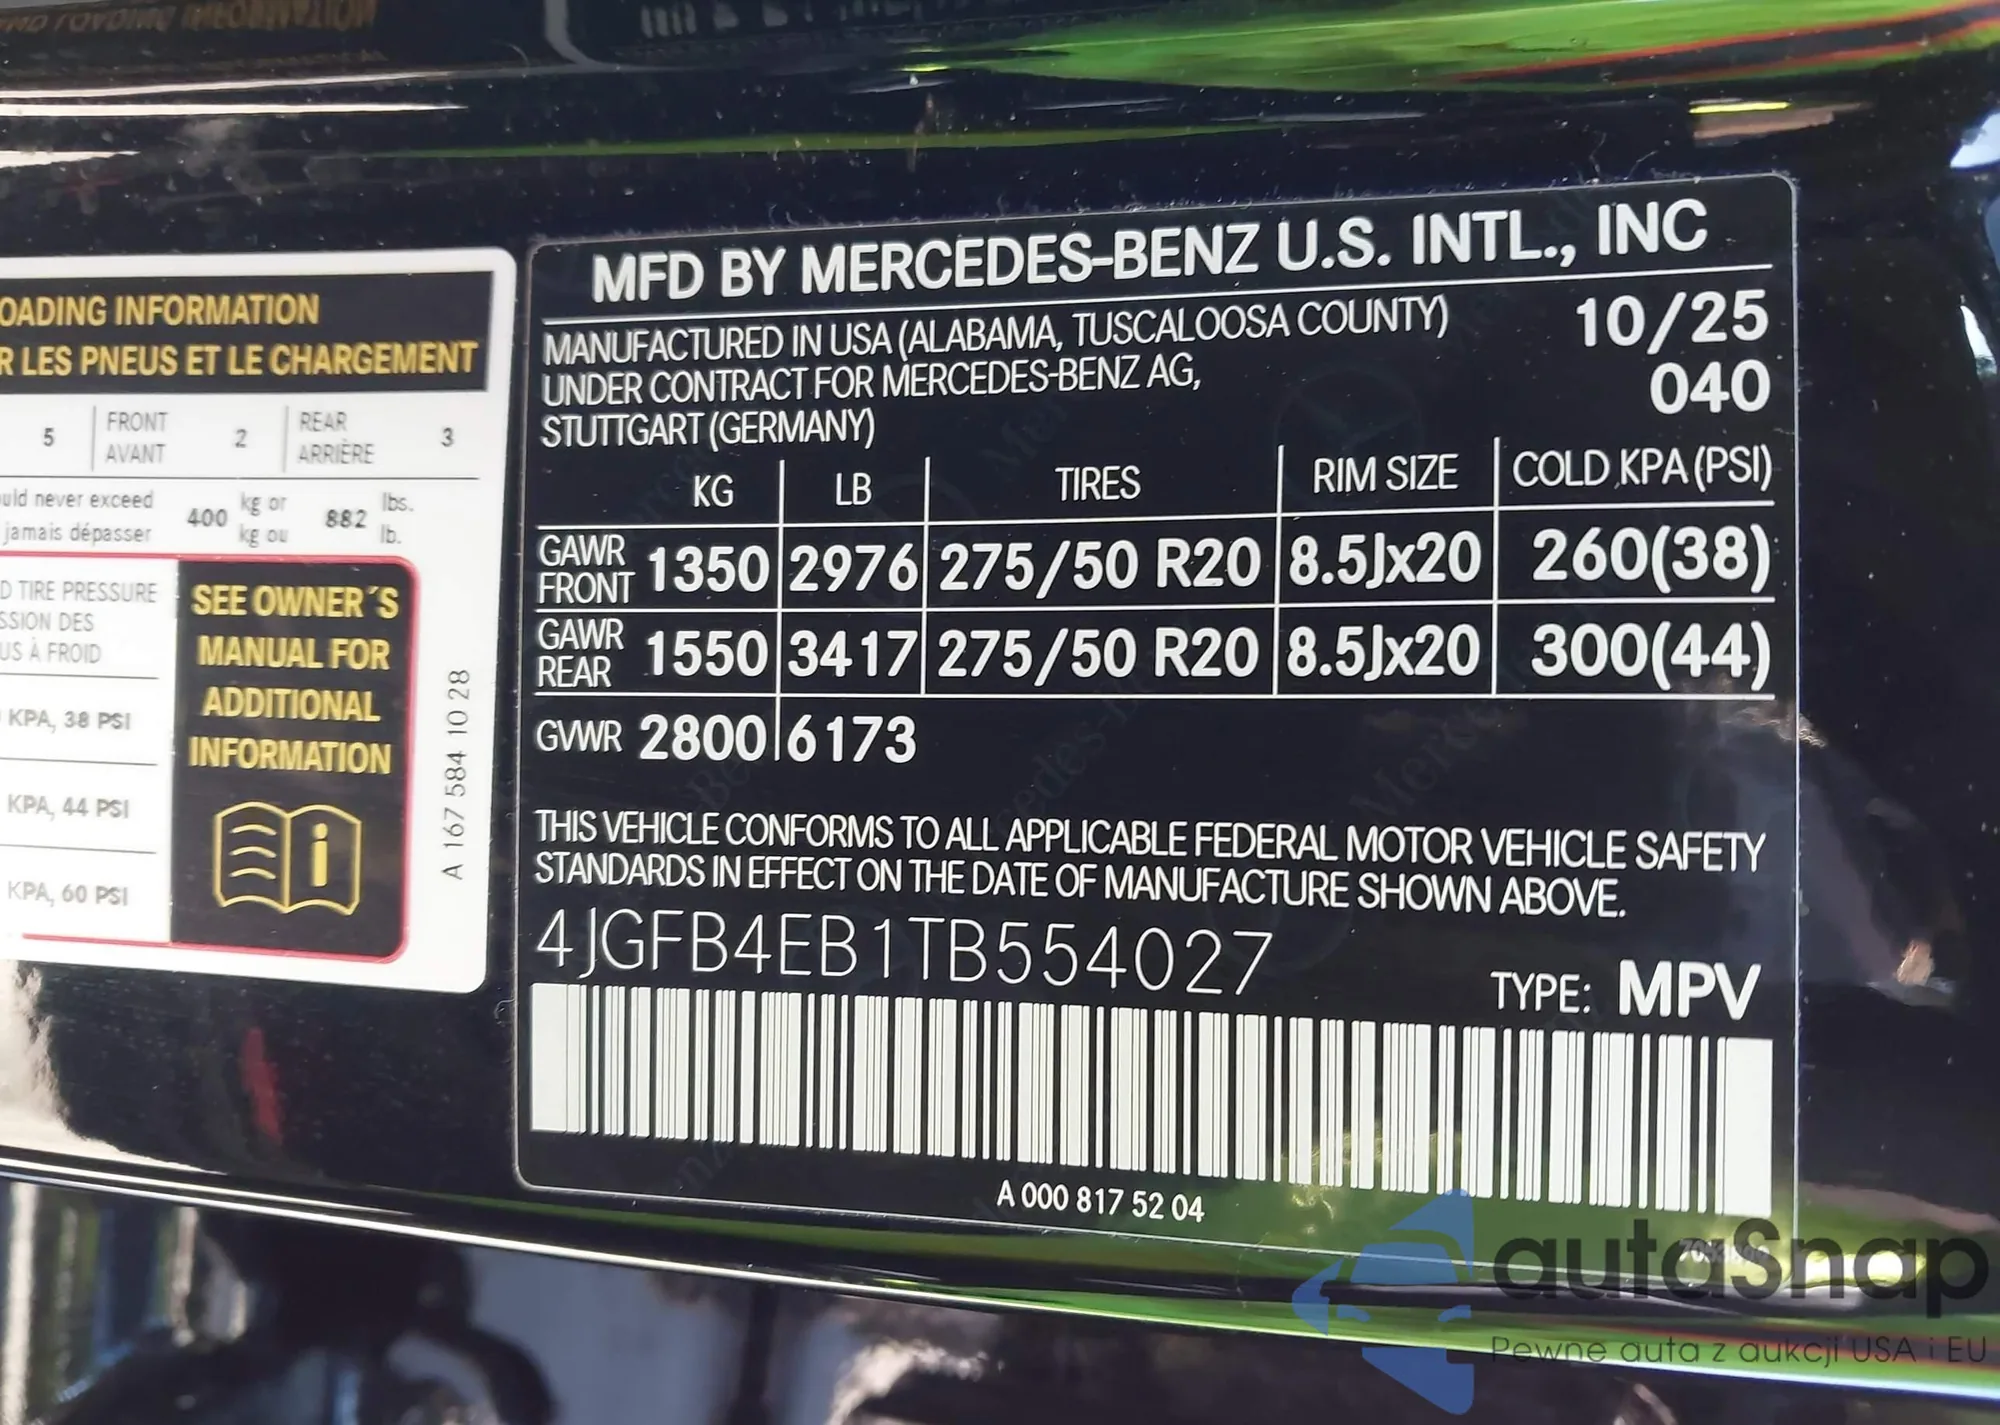 OADING INFORMATION
R LES PNEUS ET LE CHARGEMENT
5 FRONT AVANT 2 REAR ARRIÈRE 3
uld never exceed 400 kg or 882 lbs.
jamais dépasser kg ou lb.
D TIRE PRESSURE
SSION DES
US À FROID
KPA, 38 PSI
KPA, 44 PSI
KPA, 60 PSI
SEE OWNER´S
MANUAL FOR
ADDITIONAL
INFORMATION
i
A 167 584 10 28
MFD BY MERCEDES-BENZ U.S. INTL., INC
MANUFACTURED IN USA (ALABAMA, TUSCALOOSA COUNTY) 10/25
UNDER CONTRACT FOR MERCEDES-BENZ AG, 040
STUTTGART (GERMANY)
KG LB TIRES RIM SIZE COLD KPA (PSI)
GAWR FRONT 1350 2976 275/50 R20 8.5Jx20 260(38)
GAWR REAR 1550 3417 275/50 R20 8.5Jx20 300(44)
GVWR 2800 6173
THIS VEHICLE CONFORMS TO ALL APPLICABLE FEDERAL MOTOR VEHICLE SAFETY
STANDARDS IN EFFECT ON THE DATE OF MANUFACTURE SHOWN ABOVE.
4JGFB4EB1TB554027
TYPE: MPV
A 000 817 52 04
autaSnap
Pewne auta z aukcji USA i EU